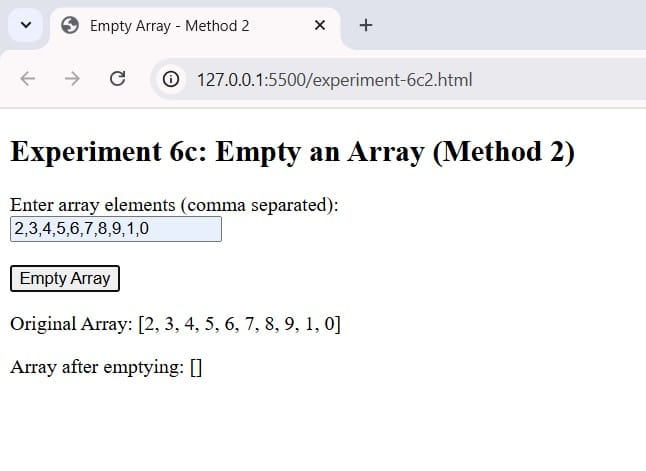 Empty Array - Method 2
127.0.0.1:5500/experiment-6c2.html
Experiment 6c: Empty an Array (Method 2)
Enter array elements (comma separated):
2,3,4,5,6,7,8,9,1,0
Empty Array
Original Array: [2, 3, 4, 5, 6, 7, 8, 9, 1, 0]
Array after emptying: []